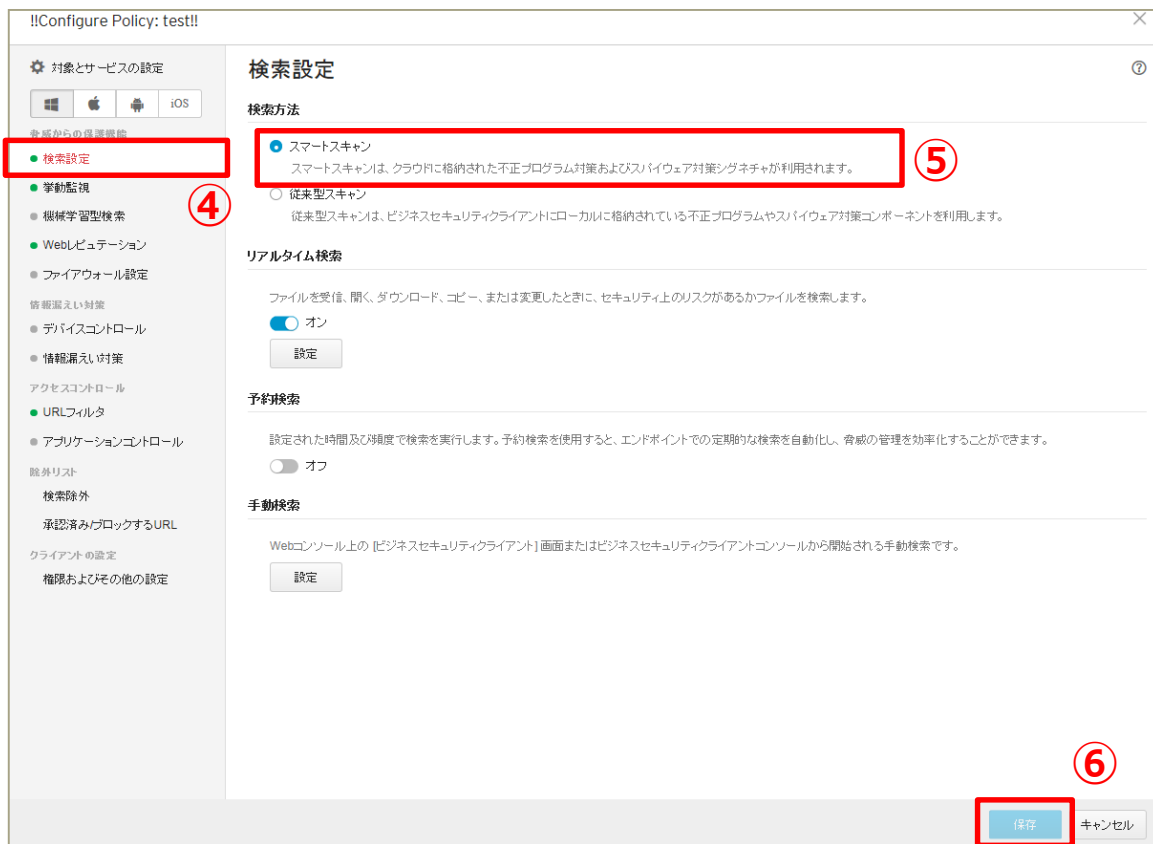 !!Configure Policy: test!!
対象とサービスの設定
iOS
脅威からの保護機能
検索設定
④
挙動監視
機械学習型検索
Webレピュテーション
ファイアウォール設定
情報漏えい対策
デバイスコントロール
情報漏えい対策
アクセスコントロール
URLフィルタ
アプリケーションコントロール
除外リスト
検索除外
承認済み/ブロックするURL
クライアントの設定
権限およびその他の設定
検索設定
検索方法
スマートスキャン
スマートスキャンは、クラウドに格納された不正プログラム対策およびスパイウェア対策シグネチャが利用されます。
⑤
従来型スキャン
従来型スキャンは、ビジネスセキュリティクライアントにローカルに格納されている不正プログラムやスパイウェア対策コンポーネントを利用します。
リアルタイム検索
ファイルを受信、開く、ダウンロード、コピー、または変更したときに、セキュリティ上のリスクがあるかファイルを検索します。
オン
設定
予約検索
設定された時間及び頻度で検索を実行します。予約検索を使用すると、エンドポイントでの定期的な検索を自動化し、脅威の管理を効率化することができます。
オフ
手動検索
Webコンソール上の [ビジネスセキュリティクライアント] 画面またはビジネスセキュリティクライアントコンソールから開始される手動検索です。
設定
⑥
保存
キャンセル